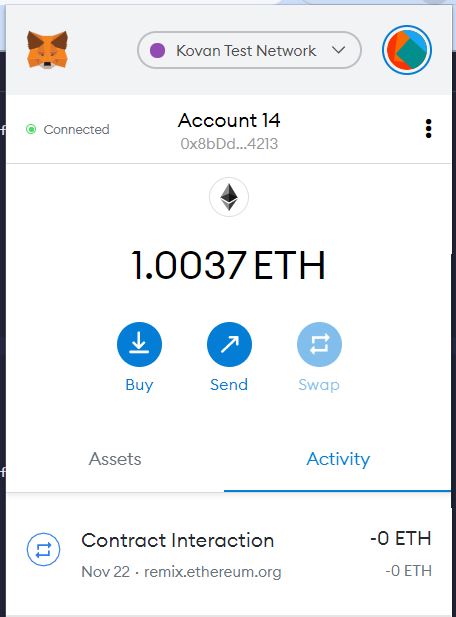 Kovan Test Network
Connected
Account 14
0x8bDd...4213
1.0037 ETH
Buy Send Swap
Assets Activity
Contract Interaction -0 ETH
Nov 22 · remix.ethereum.org -0 ETH